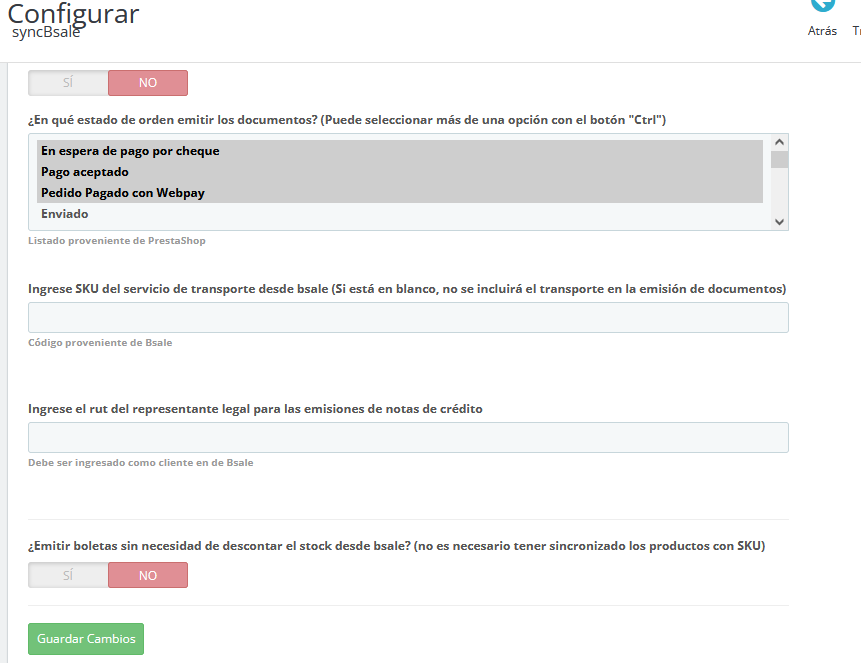 Configurar
syncBsale
Atrás
SÍ NO
¿En qué estado de orden emitir los documentos? (Puede seleccionar más de una opción con el botón "Ctrl")
En espera de pago por cheque
Pago aceptado
Pedido Pagado con Webpay
Enviado
Listado proveniente de PrestaShop
Ingrese SKU del servicio de transporte desde bsale (Si está en blanco, no se incluirá el transporte en la emisión de documentos)
Código proveniente de Bsale
Ingrese el rut del representante legal para las emisiones de notas de crédito
Debe ser ingresado como cliente en de Bsale
¿Emitir boletas sin necesidad de descontar el stock desde bsale? (no es necesario tener sincronizado los productos con SKU)
SÍ NO
Guardar Cambios